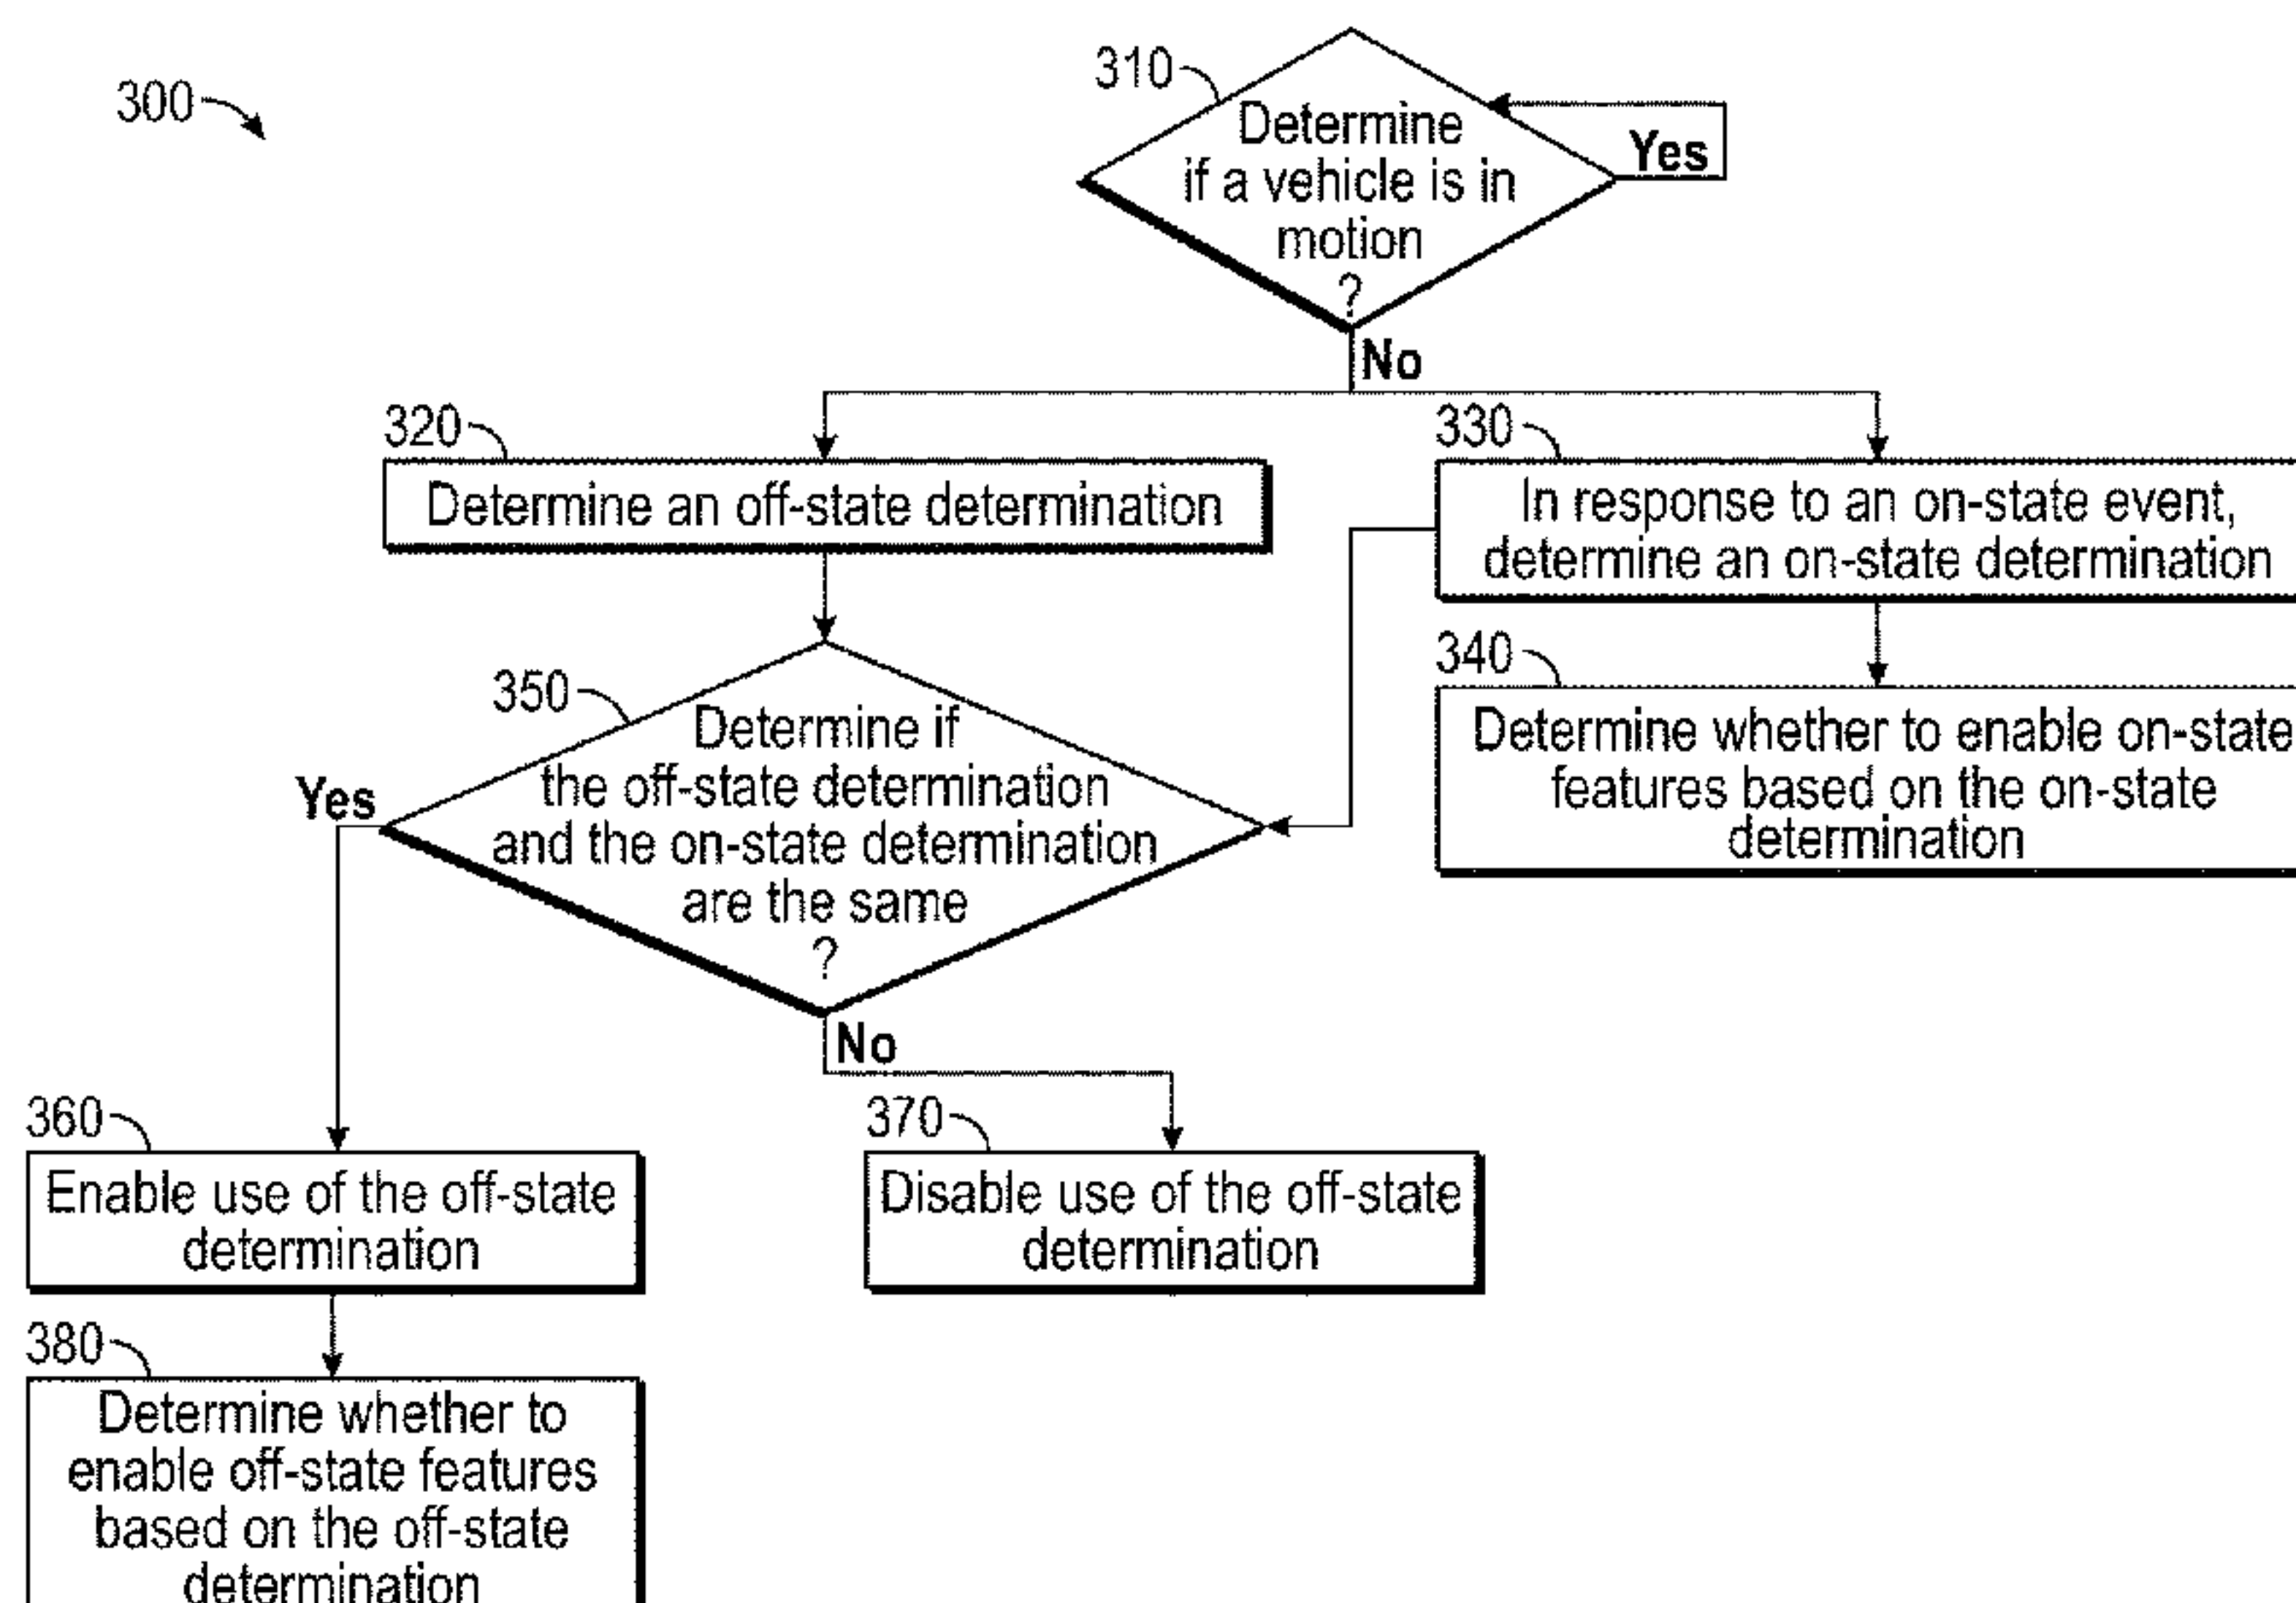 300
310
Determine
if a vehicle is in
motion
?
Yes
No
320
Determine an off-state determination
330
In response to an on-state event,
determine an on-state determination
340
Determine whether to enable on-state
features based on the on-state
determination
350
Determine if
the off-state determination
and the on-state determination
are the same
?
Yes
No
360
Enable use of the off-state
determination
370
Disable use of the off-state
determination
380
Determine whether to
enable off-state features
based on the off-state
determination